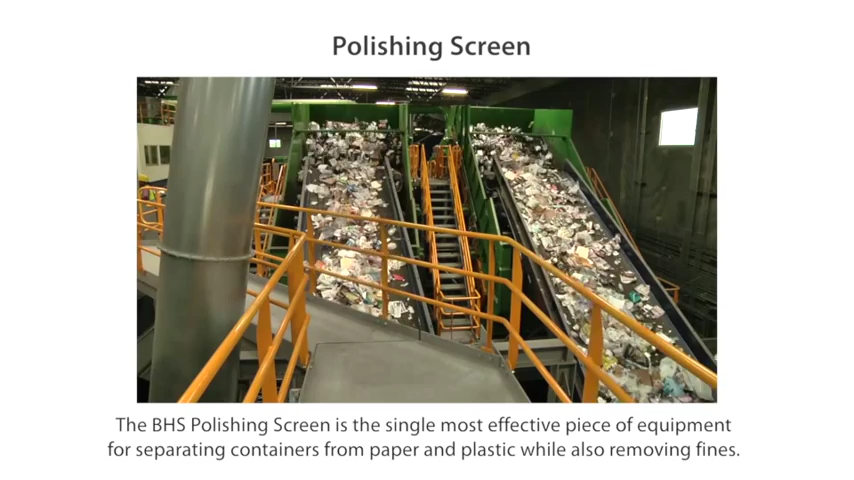 Polishing Screen
The BHS Polishing Screen is the single most effective piece of equipment
for separating containers from paper and plastic while also removing fines.